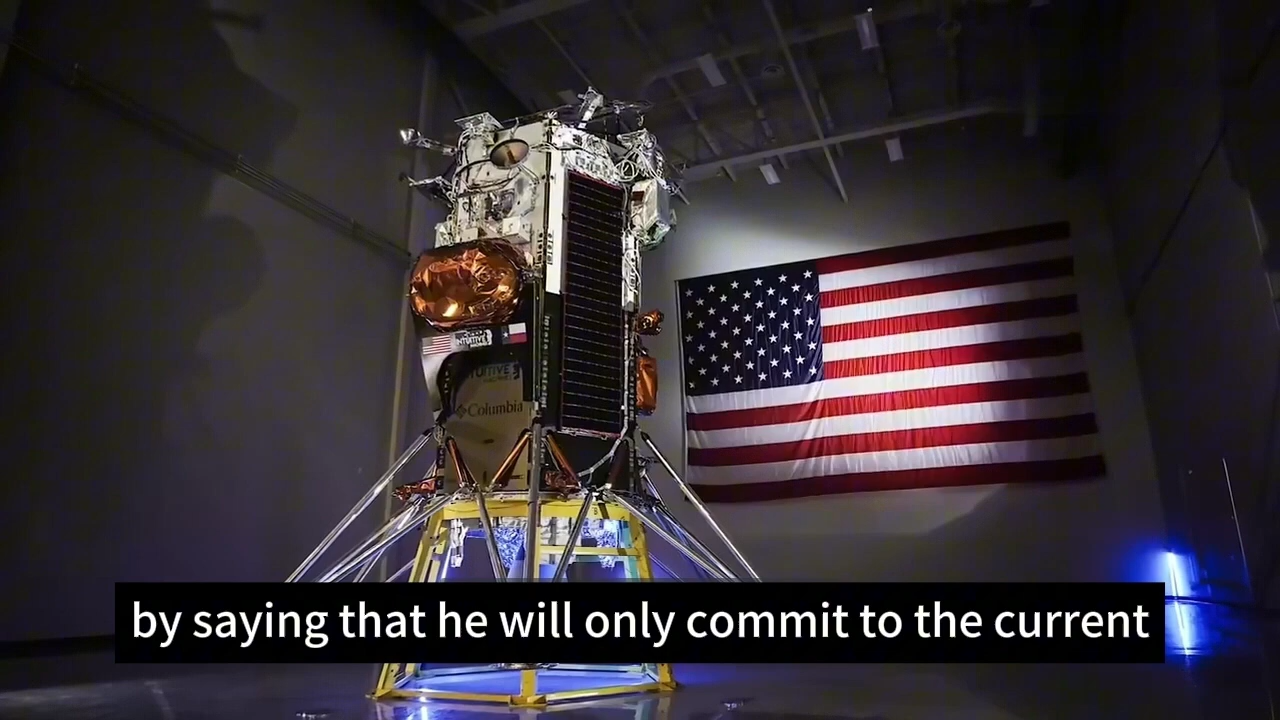 INTUITIVE
Columbia
by saying that he will only commit to the current